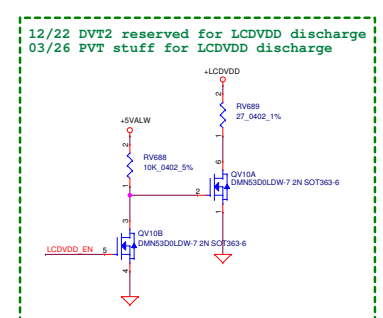 12/22 DVT2 reserved for LCDVDD discharge
03/26 PVT stuff for LCDVDD discharge
+LCDVDD
2
RV689
27_0402_1%
1
+5VALW
2
RV688
10K_0402_5%
1
6
QV10A
DMN53D0LDW-7 2N SOT363-6
2
1
3
QV10B
DMN53D0LDW-7 2N SOT363-6
LCDVDD_EN 5
4